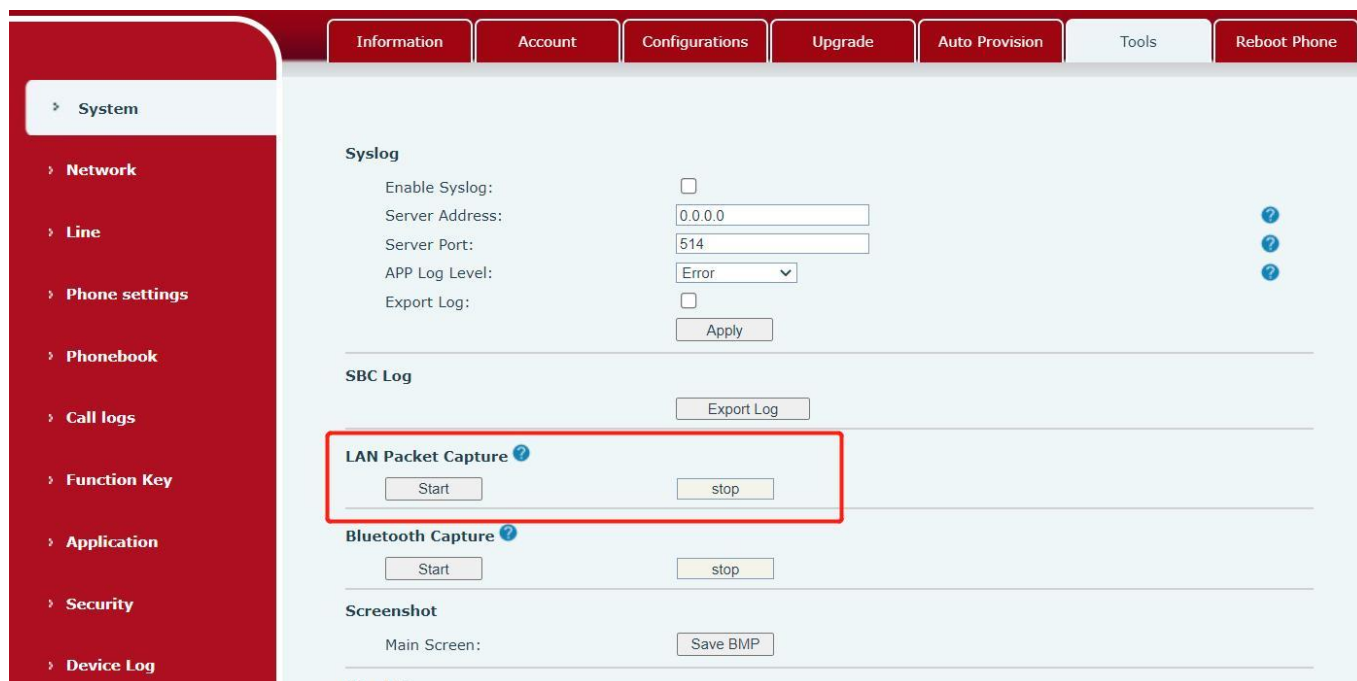 Information Account Configurations Upgrade Auto Provision Tools Reboot Phone
System
Network
Line
Phone settings
Phonebook
Call logs
Function Key
Application
Security
Device Log
Syslog
Enable Syslog:
Server Address: 0.0.0.0
Server Port: 514
APP Log Level: Error
Export Log:
Apply
SBC Log
Export Log
LAN Packet Capture ?
Start stop
Bluetooth Capture ?
Start stop
Screenshot
Main Screen: Save BMP